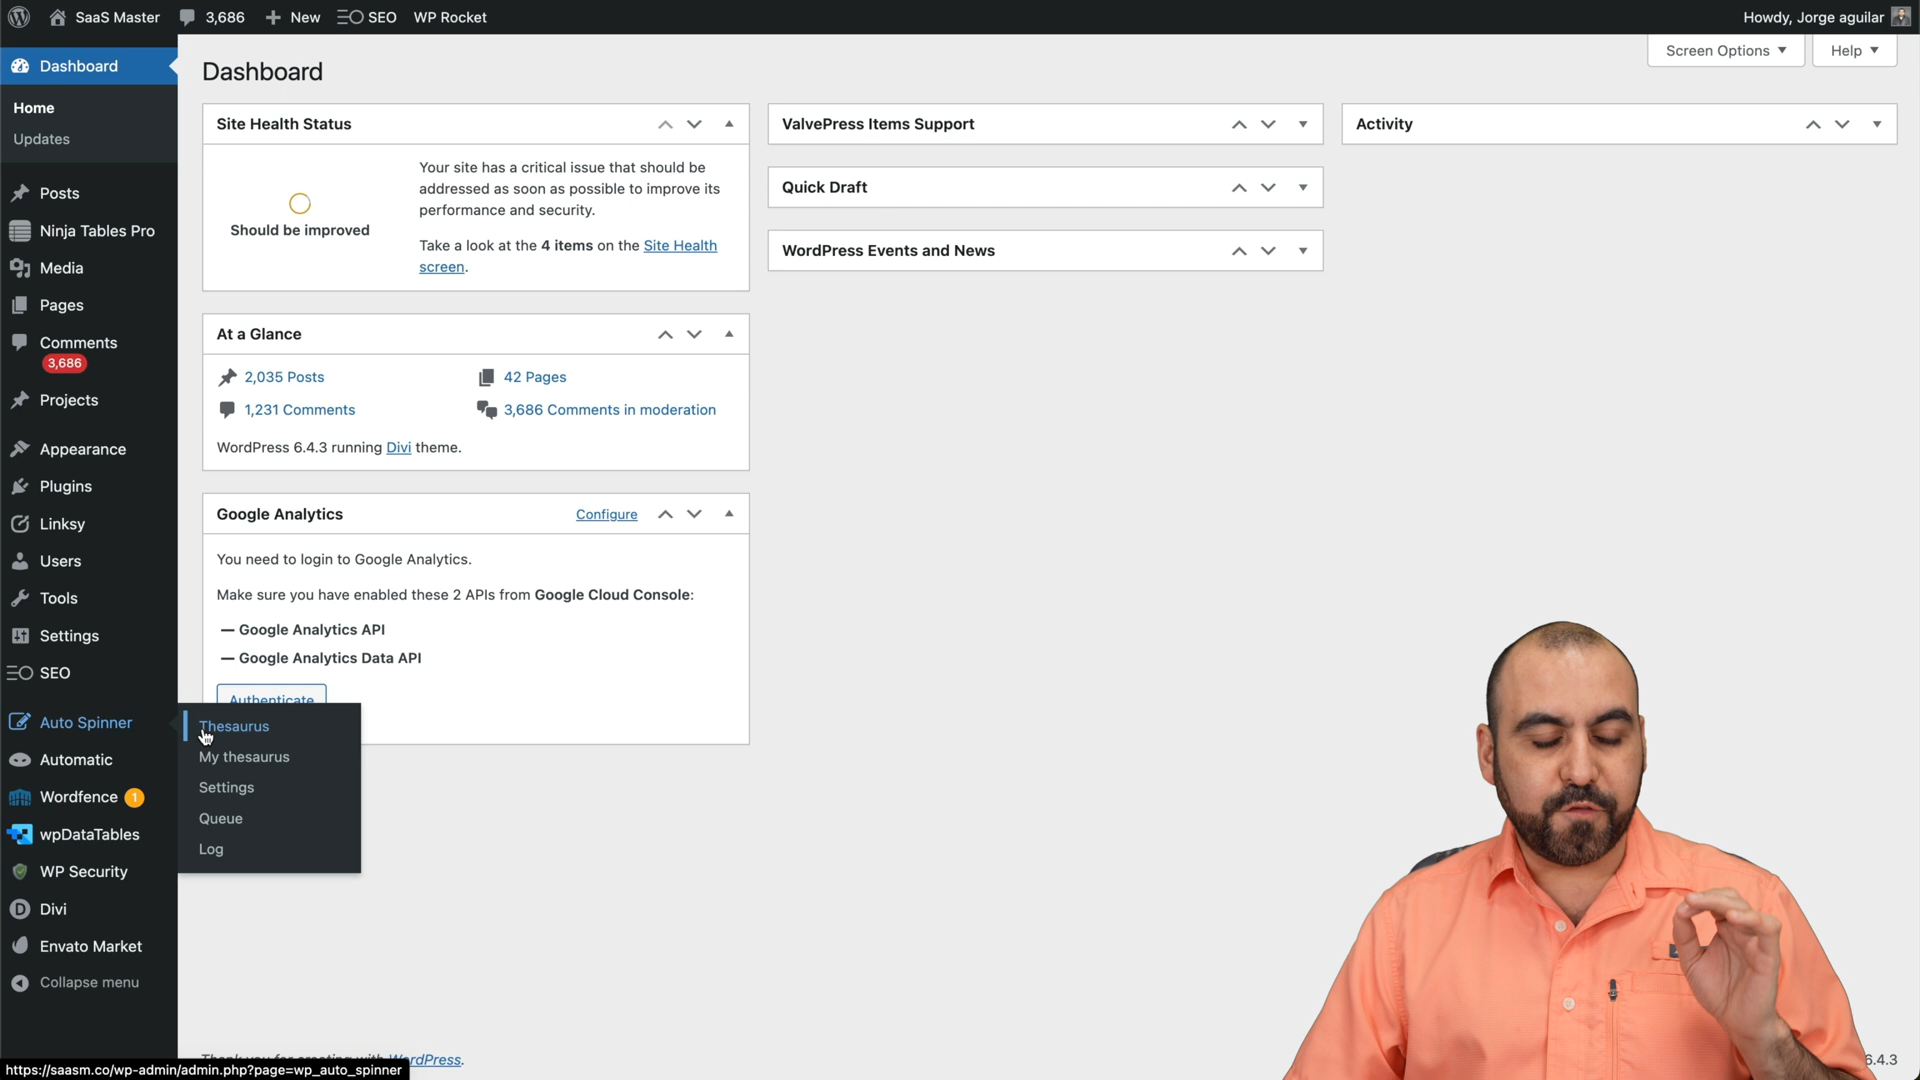 SaaS Master
3,686
New
SEO
WP Rocket
Howdy, Jorge aguilar
Screen Options
Help
Dashboard
Home
Updates
Posts
Ninja Tables Pro
Media
Pages
Comments
3,686
Projects
Appearance
Plugins
Linksy
Users
Tools
Settings
SEO
Auto Spinner
Automatic
Wordfence 1
wpDataTables
WP Security
Divi
Envato Market
Collapse menu
Thesaurus
My thesaurus
Settings
Queue
Log
Dashboard
Site Health Status
Should be improved
Your site has a critical issue that should be
addressed as soon as possible to improve its
performance and security.
Take a look at the 4 items on the Site Health
screen.
At a Glance
2,035 Posts
42 Pages
1,231 Comments
3,686 Comments in moderation
WordPress 6.4.3 running Divi theme.
Google Analytics
Configure
You need to login to Google Analytics.
Make sure you have enabled these 2 APIs from Google Cloud Console:
— Google Analytics API
— Google Analytics Data API
Authenticate
ValvePress Items Support
Quick Draft
WordPress Events and News
Activity
Thank you for creating with WordPress.
6.4.3
https://saasm.co/wp-admin/admin.php?page=wp_auto_spinner